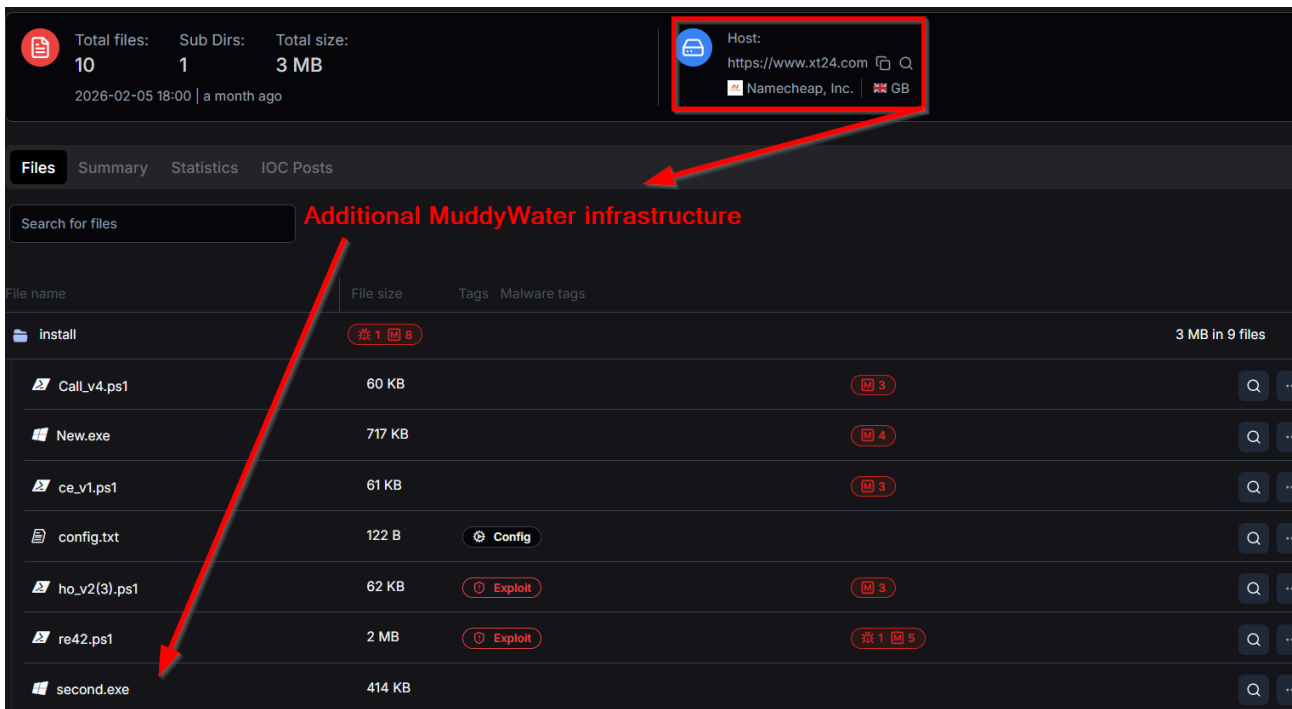 Total files: Sub Dirs: Total size:
10 1 3 MB
2026-02-05 18:00 | a month ago
Host:
https://www.xt24.com
Namecheap, Inc. GB
Files Summary Statistics IOC Posts
Search for files
Additional MuddyWater infrastructure
File name File size Tags Malware tags
install 1 M 8 3 MB in 9 files
Call_v4.ps1 60 KB M 3
New.exe 717 KB M 4
ce_v1.ps1 61 KB M 3
config.txt 122 B Config
ho_v2(3).ps1 62 KB Exploit M 3
re42.ps1 2 MB Exploit 1 M 5
second.exe 414 KB